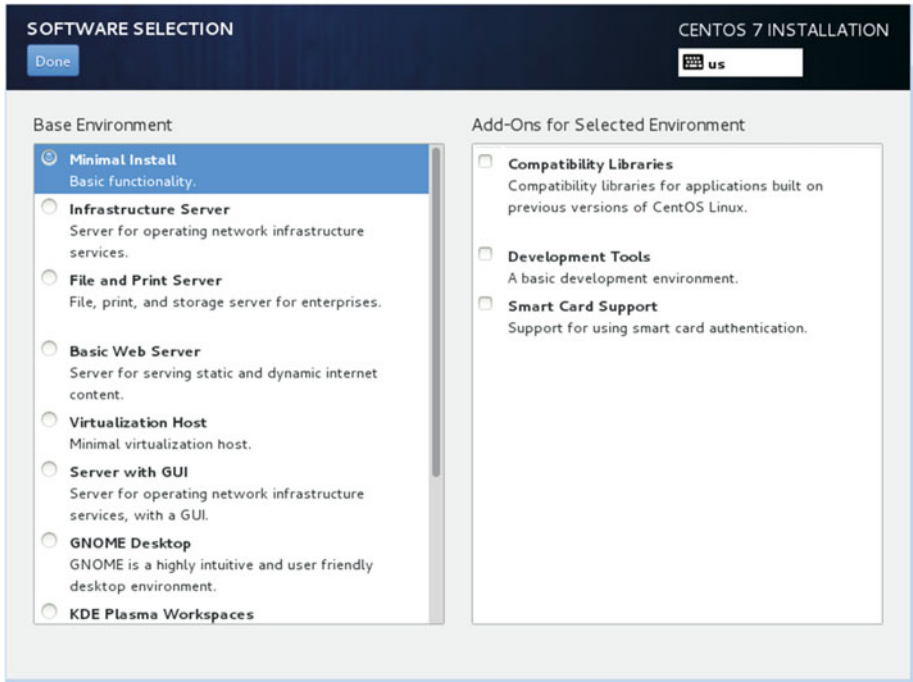 SOFTWARE SELECTION
Done
CENTOS 7 INSTALLATION
us
Base Environment
Minimal Install
Basic functionality.
Infrastructure Server
Server for operating network infrastructure
services.
File and Print Server
File, print, and storage server for enterprises.
Basic Web Server
Server for serving static and dynamic internet
content.
Virtualization Host
Minimal virtualization host.
Server with GUI
Server for operating network infrastructure
services, with a GUI.
GNOME Desktop
GNOME is a highly intuitive and user friendly
desktop environment.
KDE Plasma Workspaces
Add-Ons for Selected Environment
Compatibility Libraries
Compatibility libraries for applications built on
previous versions of CentOS Linux.
Development Tools
A basic development environment.
Smart Card Support
Support for using smart card authentication.